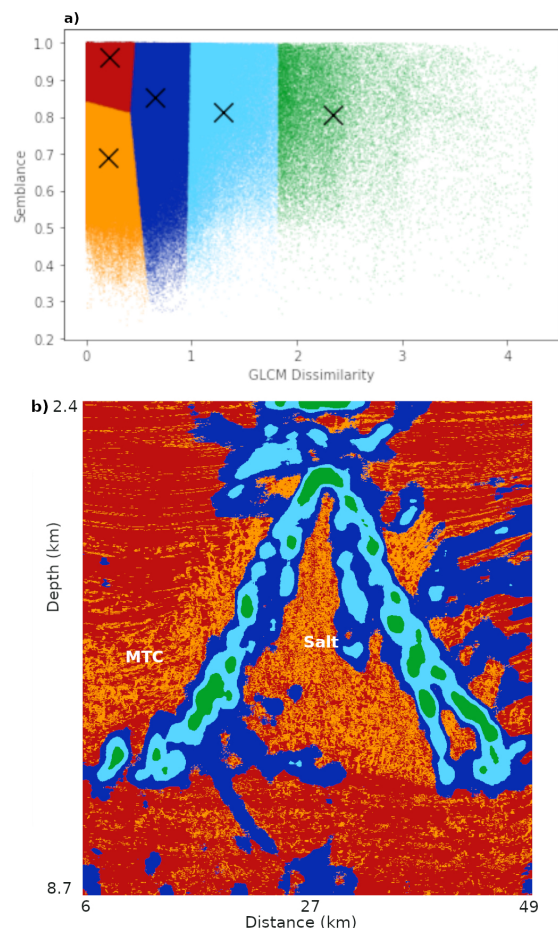 a)
1.0
0.9
0.8
0.7
0.6
0.5
0.4
0.3
0.2
Semblance
0 1 2 3 4
GLCM Dissimilarity
b) 2.4
Depth (km)
MTC
Salt
8.7
6 27 49
Distance (km)